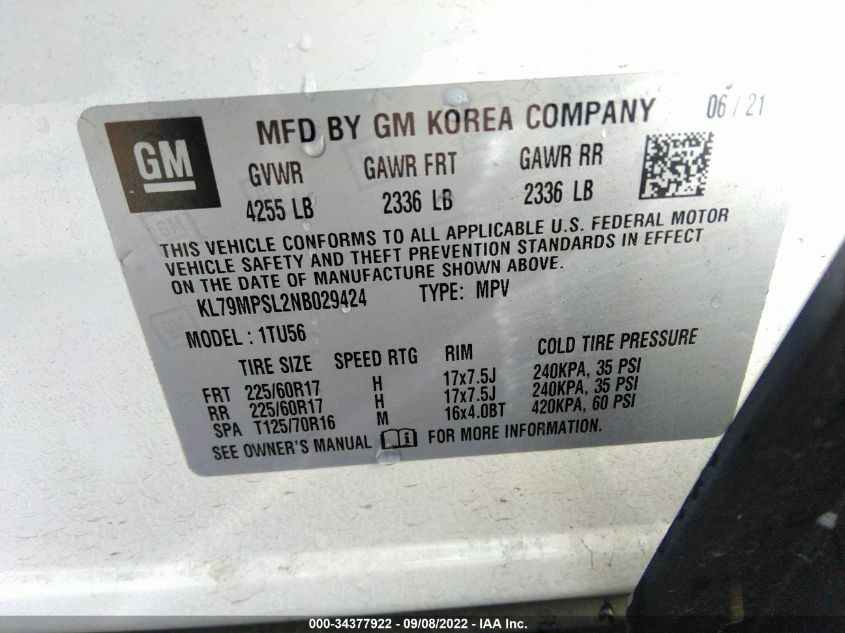 GM
MFD BY GM KOREA COMPANY 06 / 21
GVWR GAWR FRT GAWR RR
4255 LB 2336 LB 2336 LB
THIS VEHICLE CONFORMS TO ALL APPLICABLE U.S. FEDERAL MOTOR
VEHICLE SAFETY AND THEFT PREVENTION STANDARDS IN EFFECT
ON THE DATE OF MANUFACTURE SHOWN ABOVE.
KL79MPSL2NB029424 TYPE: MPV
MODEL : 1TU56
TIRE SIZE SPEED RTG RIM COLD TIRE PRESSURE
FRT 225/60R17 H 17x7.5J 240KPA, 35 PSI
RR 225/60R17 H 17x7.5J 240KPA, 35 PSI
SPA T125/70R16 M 16x4.0BT 420KPA, 60 PSI
SEE OWNER'S MANUAL FOR MORE INFORMATION.
000-34377922 - 09/08/2022 - IAA Inc.